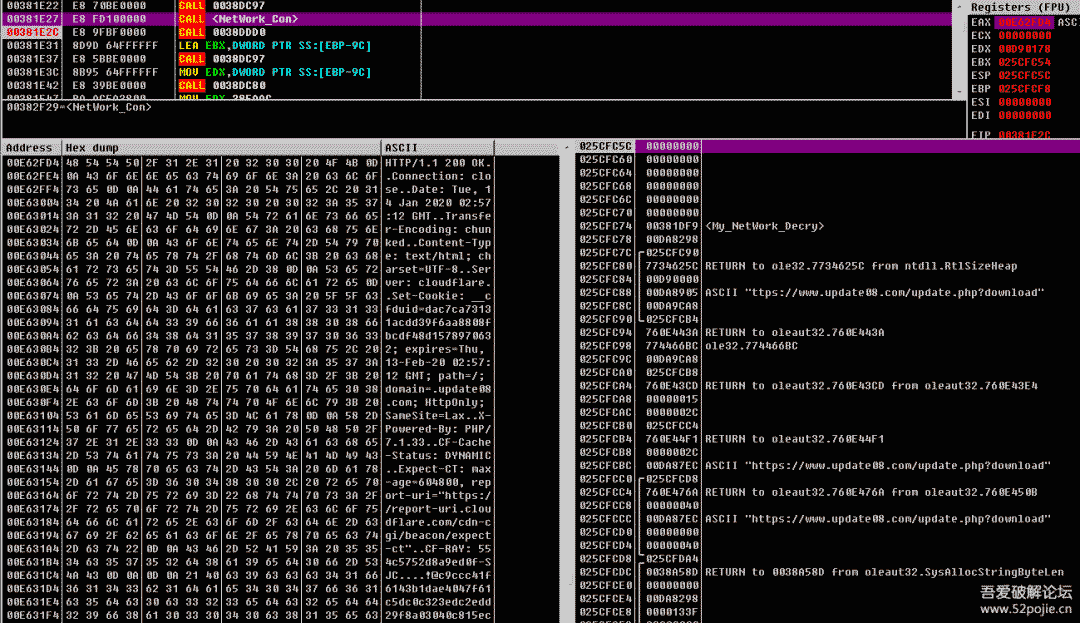 00381E22 E8 70BE0000 CALL 0038DC97
00381E27 E8 FD100000 CALL <NetWork_Con>
00381E2C E8 9FBF0000 CALL 0038DDD0
00381E31 8D9D 64FFFFFF LEA EBX,DWORD PTR SS:[EBP-9C]
00381E37 E8 5BBE0000 CALL 0038DC97
00381E3C 8B95 64FFFFFF MOV EDX,DWORD PTR SS:[EBP-9C]
00381E42 E8 39BE0000 CALL 0038DC80
00382F29=<NetWork_Con>
Registers (FPU)
EAX 00E62FD4 ASC
ECX 00000000
EDX 00D90178
EBX 025CFC54
ESP 025CFC5C
EBP 025CFCF8
ESI 00000000
EDI 00000000
EIP 00381E2C
Address Hex dump ASCII
00E62FD4 48 54 54 50 2F 31 2E 31 20 32 30 30 20 4F 4B 0D HTTP/1.1 200 OK.
00E62FE4 0A 43 6F 6E 6E 65 63 74 69 6F 6E 3A 20 63 6C 6F .Connection: clo
00E62FF4 73 65 0D 0A 44 61 74 65 3A 20 54 75 65 2C 20 31 se..Date: Tue, 1
00E63004 34 20 4A 61 6E 20 32 30 32 30 20 30 32 3A 35 37 4 Jan 2020 02:57
00E63014 3A 31 32 20 47 4D 54 0D 0A 54 72 61 6E 73 66 65 :12 GMT..Transfe
00E63024 72 2D 45 6E 63 6F 64 69 6E 67 3A 20 63 68 75 6E r-Encoding: chun
00E63034 6B 65 64 0D 0A 43 6F 6E 74 65 6E 74 2D 54 79 70 ked..Content-Typ
00E63044 65 3A 20 74 65 78 74 2F 68 74 6D 6C 3B 20 63 68 e: text/html; ch
00E63054 61 72 73 65 74 3D 55 54 46 2D 38 0D 0A 53 65 72 arset=UTF-8..Ser
00E63064 76 65 72 3A 20 63 6C 6F 75 64 66 6C 61 72 65 0D ver: cloudflare.
00E63074 0A 53 65 74 2D 43 6F 6F 6B 69 65 3A 20 5F 5F 63 .Set-Cookie: __c
00E63084 66 64 75 69 64 3D 64 61 63 37 63 61 37 33 31 33 fduid=dac7ca7313
00E63094 31 61 63 64 64 33 39 66 36 61 61 38 38 30 38 66 1acdd39f6aa8808f
00E630A4 62 63 64 66 34 38 64 31 35 37 38 39 37 30 36 33 bcdf48d157897063
00E630B4 32 3B 20 65 78 70 69 72 65 73 3D 54 68 75 2C 20 2; expires=Thu,
00E630C4 31 33 2D 46 65 62 2D 32 30 20 30 32 3A 35 37 3A 13-Feb-20 02:57:
00E630D4 31 32 20 47 4D 54 3B 20 70 61 74 68 3D 2F 3B 20 12 GMT; path=/;
00E630E4 64 6F 6D 61 69 6E 3D 2E 75 70 64 61 74 65 30 38 domain=.update08
00E630F4 2E 63 6F 6D 3B 20 48 74 74 70 4F 6E 6C 79 3B 20 .com; HttpOnly;
00E63104 53 61 6D 65 53 69 74 65 3D 4C 61 78 0D 0A 58 2D SameSite=Lax..X-
00E63114 50 6F 77 65 72 65 64 2D 42 79 3A 20 50 48 50 2F Powered-By: PHP/
00E63124 37 2E 31 2E 33 33 0D 0A 43 46 2D 43 61 63 68 65 7.1.33..CF-Cache
00E63134 2D 53 74 61 74 75 73 3A 20 44 59 4E 41 4D 49 43 -Status: DYNAMIC
00E63144 0D 0A 45 78 70 65 63 74 2D 43 54 3A 20 6D 61 78 ..Expect-CT: max
00E63154 2D 61 67 65 3D 36 30 34 38 30 30 2C 20 72 65 70 -age=604800, rep
00E63164 6F 72 74 2D 75 72 69 3D 22 68 74 74 70 73 3A 2F ort-uri="https:/
00E63174 2F 72 65 70 6F 72 74 2D 75 72 69 2E 63 6C 6F 75 /report-uri.clou
00E63184 64 66 6C 61 72 65 2E 63 6F 6D 2F 63 64 6E 2D 63 dflare.com/cdn-c
00E63194 67 69 2F 62 65 61 63 6F 6E 2F 65 78 70 65 63 74 gi/beacon/expect
00E631A4 2D 63 74 22 0D 0A 43 46 2D 52 41 59 3A 20 35 35 -ct"..CF-RAY: 55
00E631B4 34 63 35 37 35 32 64 38 61 39 65 64 30 66 2D 53 4c5752d8a9ed0f-S
00E631C4 4A 43 0D 0A 0D 0A 21 40 63 39 63 63 63 34 31 66 JC....!@c9ccc41f
00E631D4 36 31 34 33 62 31 64 61 65 34 30 34 37 66 36 31 6143b1dae4047f61
00E631E4 63 35 64 63 30 63 33 32 33 65 64 63 32 65 64 64 c5dc0c323edc2edd
00E631F4 32 39 66 38 61 30 33 30 34 30 63 38 31 35 65 63 29f8a03040c815ec
025CFC5C 00000000
025CFC60 00000000
025CFC64 00000000
025CFC68 00000000
025CFC6C 00000000
025CFC70 00000000
025CFC74 00381DF9 <My_NetWork_Decry>
025CFC78 00DA8298
025CFC7C 025CFC90
025CFC80 7734625C RETURN to ole32.7734625C from ntdll.RtlSizeHeap
025CFC84 00D90000
025CFC88 00DA8905 ASCII "ttps://www.update08.com/update.php?download"
025CFC8C 00DA9CA8
025CFC90 025CFCB4
025CFC94 760E443A RETURN to oleaut32.760E443A
025CFC98 774466BC ole32.774466BC
025CFC9C 00DA9CA8
025CFCA0 025CFCB8
025CFCA4 760E43CD RETURN to oleaut32.760E43CD from oleaut32.760E43E4
025CFCA8 00000015
025CFCAC 0000002C
025CFCB0 025CFCC4
025CFCB4 760E44F1 RETURN to oleaut32.760E44F1
025CFCB8 0000002C
025CFCBC 00DA87EC ASCII "https://www.update08.com/update.php?download"
025CFCC0 025CFCD8
025CFCC4 760E476A RETURN to oleaut32.760E476A from oleaut32.760E450B
025CFCC8 00000040
025CFCCC 00DA87EC ASCII "https://www.update08.com/update.php?download"
025CFCD0 00000000
025CFCD4 00000040
025CFCD8 025CFDA4
025CFCDC 0038A58D RETURN to 0038A58D from oleaut32.SysAllocStringByteLen
025CFCE0 00000000
025CFCE4 00DA8298
025CFCE8 0000133F
吾爱破解论坛
www.52pojie.cn